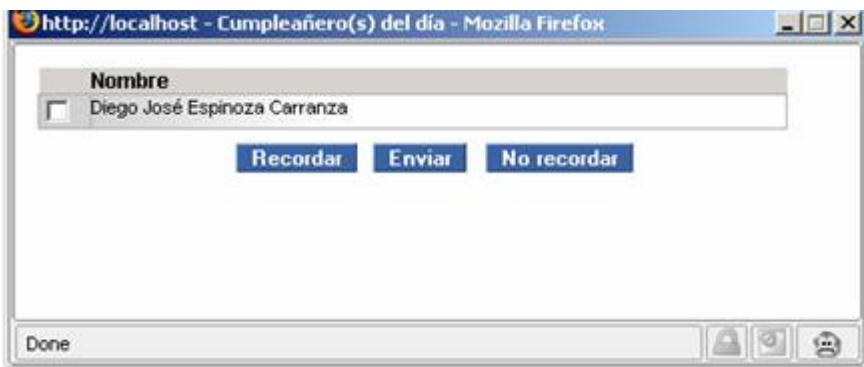 http://localhost - Cumpleañero(s) del día - Mozilla Firefox
Nombre
Diego José Espinoza Carranza
Recordar Enviar No recordar
Done